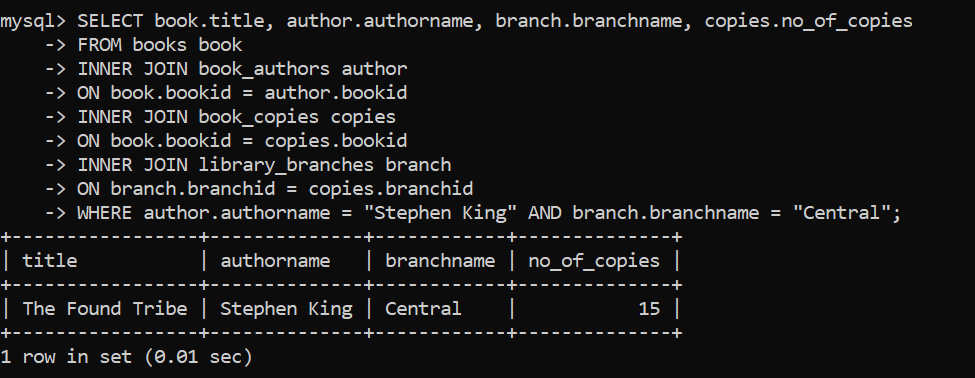 mysql> SELECT book.title, author.authorname, branch.branchname, copies.no_of_copies
    -> FROM books book
    -> INNER JOIN book_authors author
    -> ON book.bookid = author.bookid
    -> INNER JOIN book_copies copies
    -> ON book.bookid = copies.bookid
    -> INNER JOIN library_branches branch
    -> ON branch.branchid = copies.branchid
    -> WHERE author.authorname = "Stephen King" AND branch.branchname = "Central";
+-----------------+--------------+------------+--------------+
| title           | authorname   | branchname | no_of_copies |
+-----------------+--------------+------------+--------------+
| The Found Tribe | Stephen King | Central    |           15 |
+-----------------+--------------+------------+--------------+
1 row in set (0.01 sec)